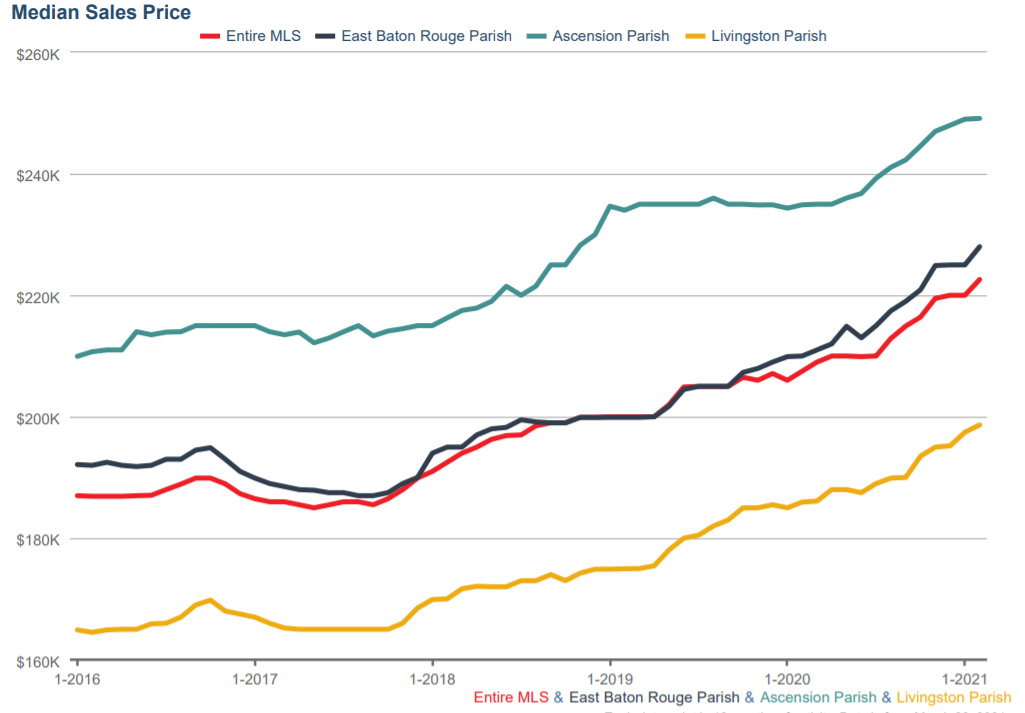 Median Sales Price
Entire MLS East Baton Rouge Parish Ascension Parish Livingston Parish
$260K
$240K
$220K
$200K
$180K
$160K
1-2016 1-2017 1-2018 1-2019 1-2020 1-2021
Entire MLS & East Baton Rouge Parish & Ascension Parish & Livingston Parish